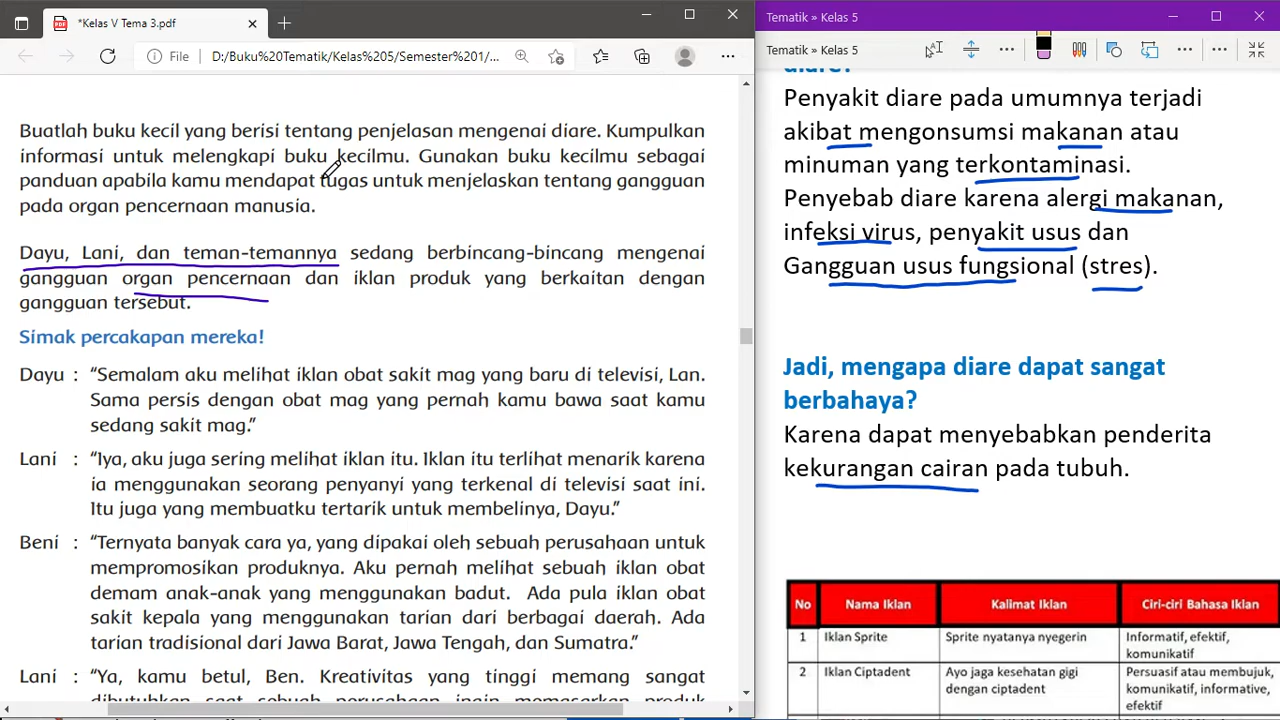 *Kelas V Tema 3.pdf
File
D:/Buku%20Tematik/Kelas%205/Semester%201/...
Buatlah buku kecil yang berisi tentang penjelasan mengenai diare. Kumpulkan
informasi untuk melengkapi buku kecilmu. Gunakan buku kecilmu sebagai
panduan apabila kamu mendapat tugas untuk menjelaskan tentang gangguan
pada organ pencernaan manusia.
Dayu, Lani, dan teman-temannya sedang berbincang-bincang mengenai
gangguan organ pencernaan dan iklan produk yang berkaitan dengan
gangguan tersebut.
Simak percakapan mereka!
Dayu : “Semalam aku melihat iklan obat sakit mag yang baru di televisi, Lan.
Sama persis dengan obat mag yang pernah kamu bawa saat kamu
sedang sakit mag.”
Lani : “Iya, aku juga sering melihat iklan itu. Iklan itu terlihat menarik karena
ia menggunakan seorang penyanyi yang terkenal di televisi saat ini.
Itu juga yang membuatku tertarik untuk membelinya, Dayu.”
Beni : “Ternyata banyak cara ya, yang dipakai oleh sebuah perusahaan untuk
mempromosikan produknya. Aku pernah melihat sebuah iklan obat
demam anak-anak yang menggunakan badut. Ada pula iklan obat
sakit kepala yang menggunakan tarian dari berbagai daerah. Ada
tarian tradisional dari Jawa Barat, Jawa Tengah, dan Sumatra.”
Lani : “Ya, kamu betul, Ben. Kreativitas yang tinggi memang sangat
dibutuhkan saat sebuah perusahaan ingin memasarkan produk
Tematik » Kelas 5
Tematik » Kelas 5
diare?
Penyakit diare pada umumnya terjadi
akibat mengonsumsi makanan atau
minuman yang terkontaminasi.
Penyebab diare karena alergi makanan,
infeksi virus, penyakit usus dan
Gangguan usus fungsional (stres).
Jadi, mengapa diare dapat sangat
berbahaya?
Karena dapat menyebabkan penderita
kekurangan cairan pada tubuh.
No Nama Iklan Kalimat Iklan Ciri-ciri Bahasa Iklan
1 Iklan Sprite Sprite nyatanya nyegerin Informatif, efektif,
komunikatif
2 Iklan Ciptadent Ayo jaga kesehatan gigi Persuasif atau membujuk,
dengan ciptadent komunikatif, informative,
efektif